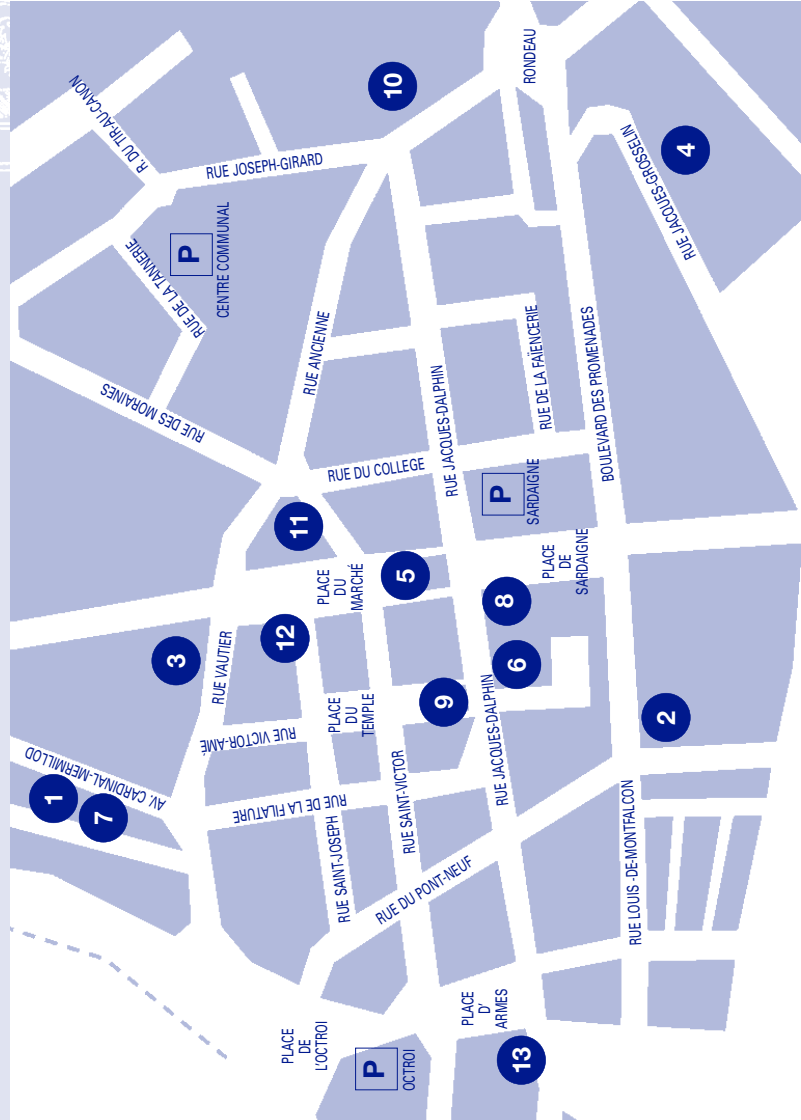 R. DU TIR-AU-CANON
RUE JOSEPH-GIRARD
10
RONDEAU
4
RUE JACQUES-GROSSELIN
P
CENTRE COMMUNAL
RUE DE LA TANNERIE
RUE DES MORAINES
RUE ANCIENNE
RUE JACQUES-DALPHIN
RUE DE LA FAÏENCERIE
BOULEVARD DES PROMENADES
RUE DU COLLEGE
P
SARDAIGNE
11
PLACE
DU
MARCHÉ
5
PLACE
DE
SARDAIGNE
8
3
RUE VAUTIER
12
6
9
PLACE
DU
TEMPLE
2
RUE VICTOR-AMÉ
AV. CARDINAL-MERMILLOD
1
7
RUE DE LA FILATURE
RUE SAINT-JOSEPH
RUE SAINT-VICTOR
RUE JACQUES-DALPHIN
RUE DU PONT-NEUF
RUE LOUIS -DE-MONTFALCON
PLACE
DE
L'OCTROI
P
OCTROI
PLACE
D'
ARMES
13